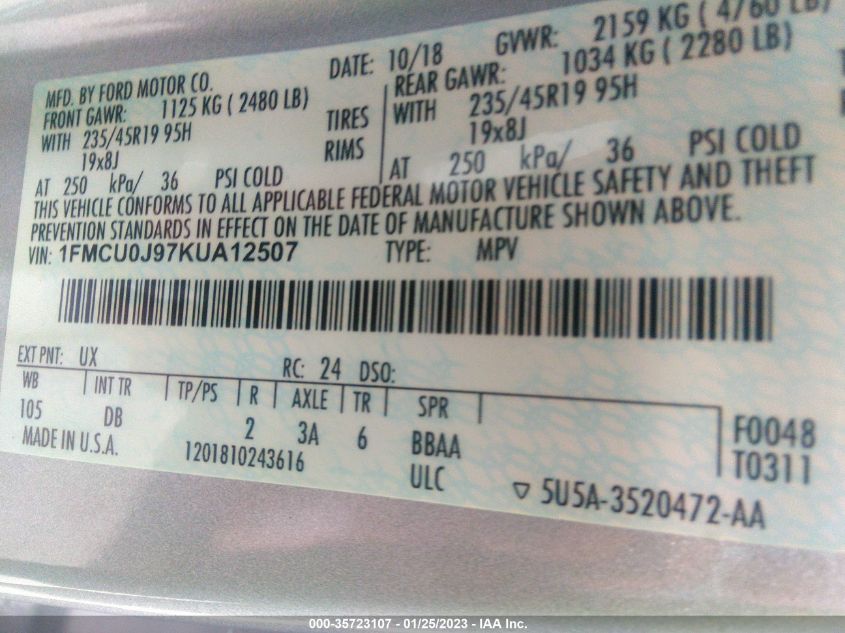 MFD. BY FORD MOTOR CO.
DATE: 10/18
GVWR: 2159 KG ( 4760 LB)
FRONT GAWR: 1125 KG ( 2480 LB)
REAR GAWR: 1034 KG ( 2280 LB)
WITH 235/45R19 95H TIRES WITH 235/45R19 95H
19x8J RIMS 19x8J
AT 250 kPa/ 36 PSI COLD AT 250 kPa/ 36 PSI COLD
THIS VEHICLE CONFORMS TO ALL APPLICABLE FEDERAL MOTOR VEHICLE SAFETY AND THEFT
PREVENTION STANDARDS IN EFFECT ON THE DATE OF MANUFACTURE SHOWN ABOVE.
VIN: 1FMCU0J97KUA12507 TYPE: MPV
EXT PNT: UX RC: 24 DSO:
WB INT TR TP/PS R AXLE TR SPR
105 DB 2 3A 6 BBAA F0048
MADE IN U.S.A. 1201810243616 ULC T0311
5U5A-3520472-AA
000-35723107 - 01/25/2023 - IAA Inc.